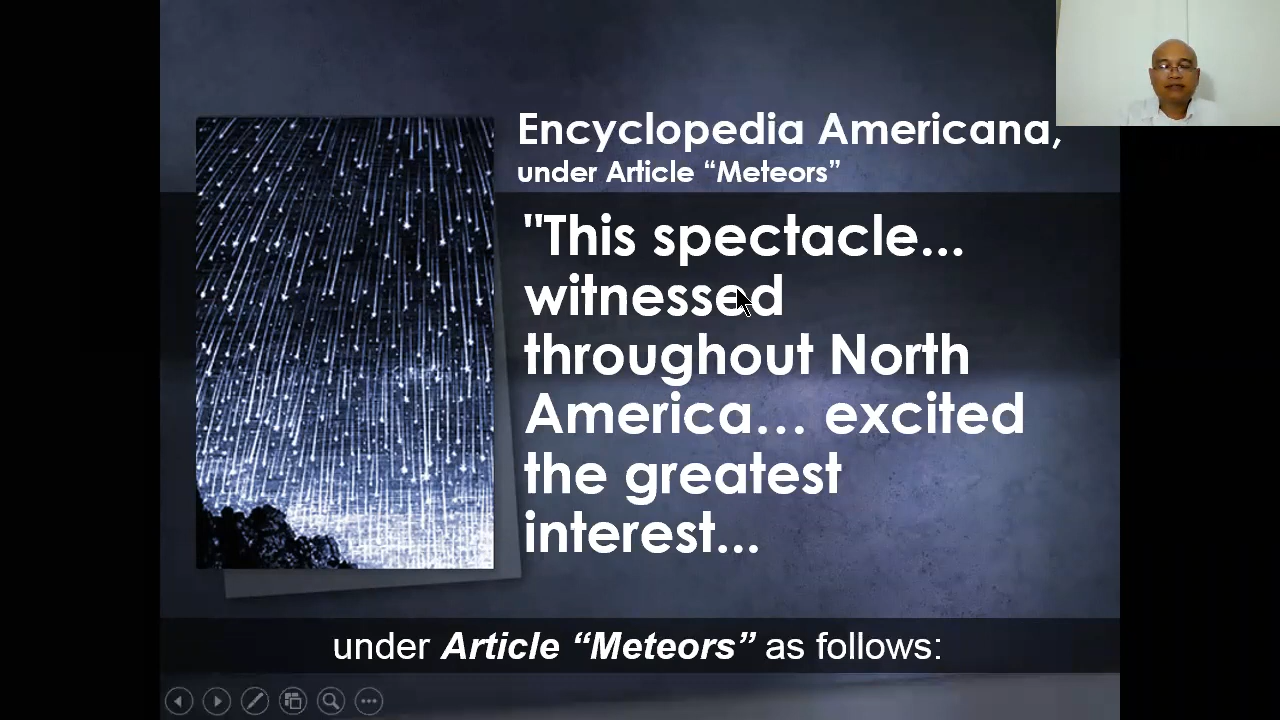 Encyclopedia Americana,
under Article “Meteors”
"This spectacle...
witnessed
throughout North
America… excited
the greatest
interest...
under Article “Meteors” as follows: